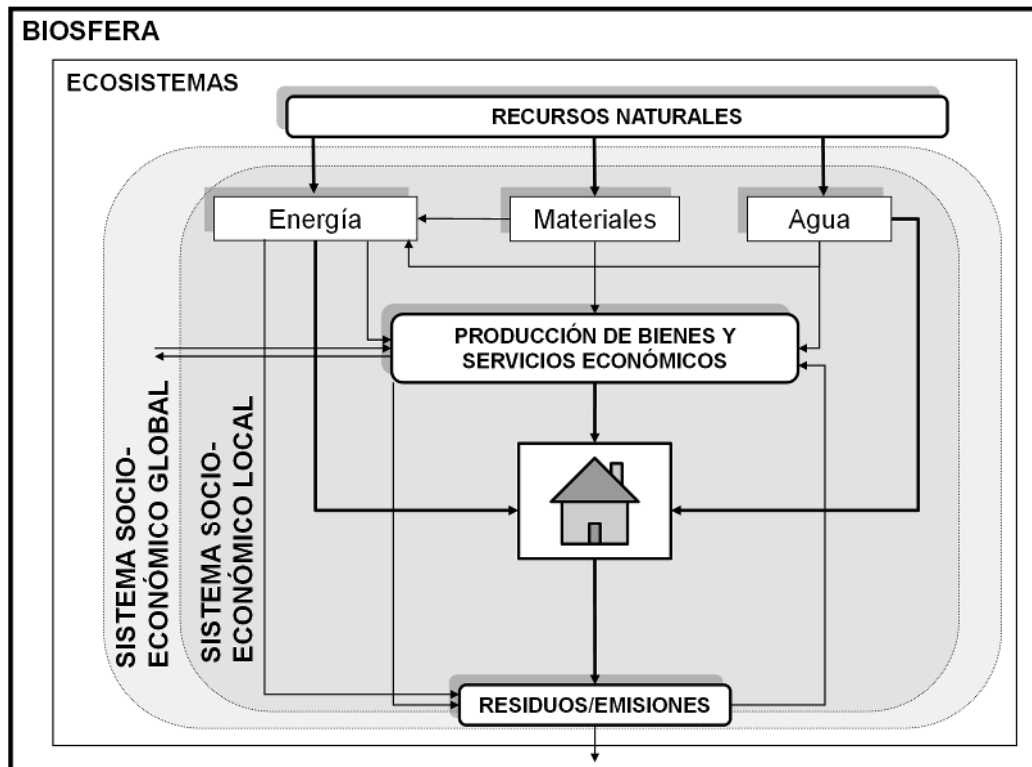 BIOSFERA
ECOSISTEMAS
RECURSOS NATURALES
Energía
Materiales
Agua
PRODUCCIÓN DE BIENES Y
SERVICIOS ECONÓMICOS
SISTEMA SOCIO-
ECONÓMICO GLOBAL
SISTEMA SOCIO-
ECONÓMICO LOCAL
RESIDUOS/EMISIONES